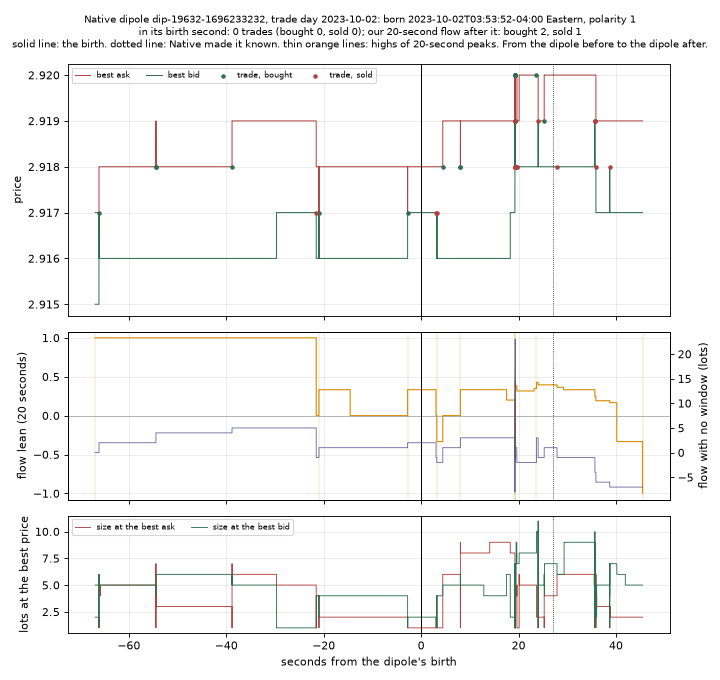 Native dipole dip-19632-1696233232, trade day 2023-10-02: born 2023-10-02T03:53:52-04:00 Eastern, polarity 1
in its birth second: 0 trades (bought 0, sold 0); our 20-second flow after it: bought 2, sold 1
solid line: the birth. dotted line: Native made it known. thin orange lines: highs of 20-second peaks. From the dipole before to the dipole after.
best ask
best bid
trade, bought
trade, sold
2.920
2.919
2.918
2.917
2.916
2.915
price
1.0
0.5
0.0
−0.5
−1.0
flow lean (20 seconds)
20
15
10
5
0
−5
flow with no window (lots)
size at the best ask
size at the best bid
10.0
7.5
5.0
2.5
lots at the best price
−60
−40
−20
0
20
40
seconds from the dipole's birth